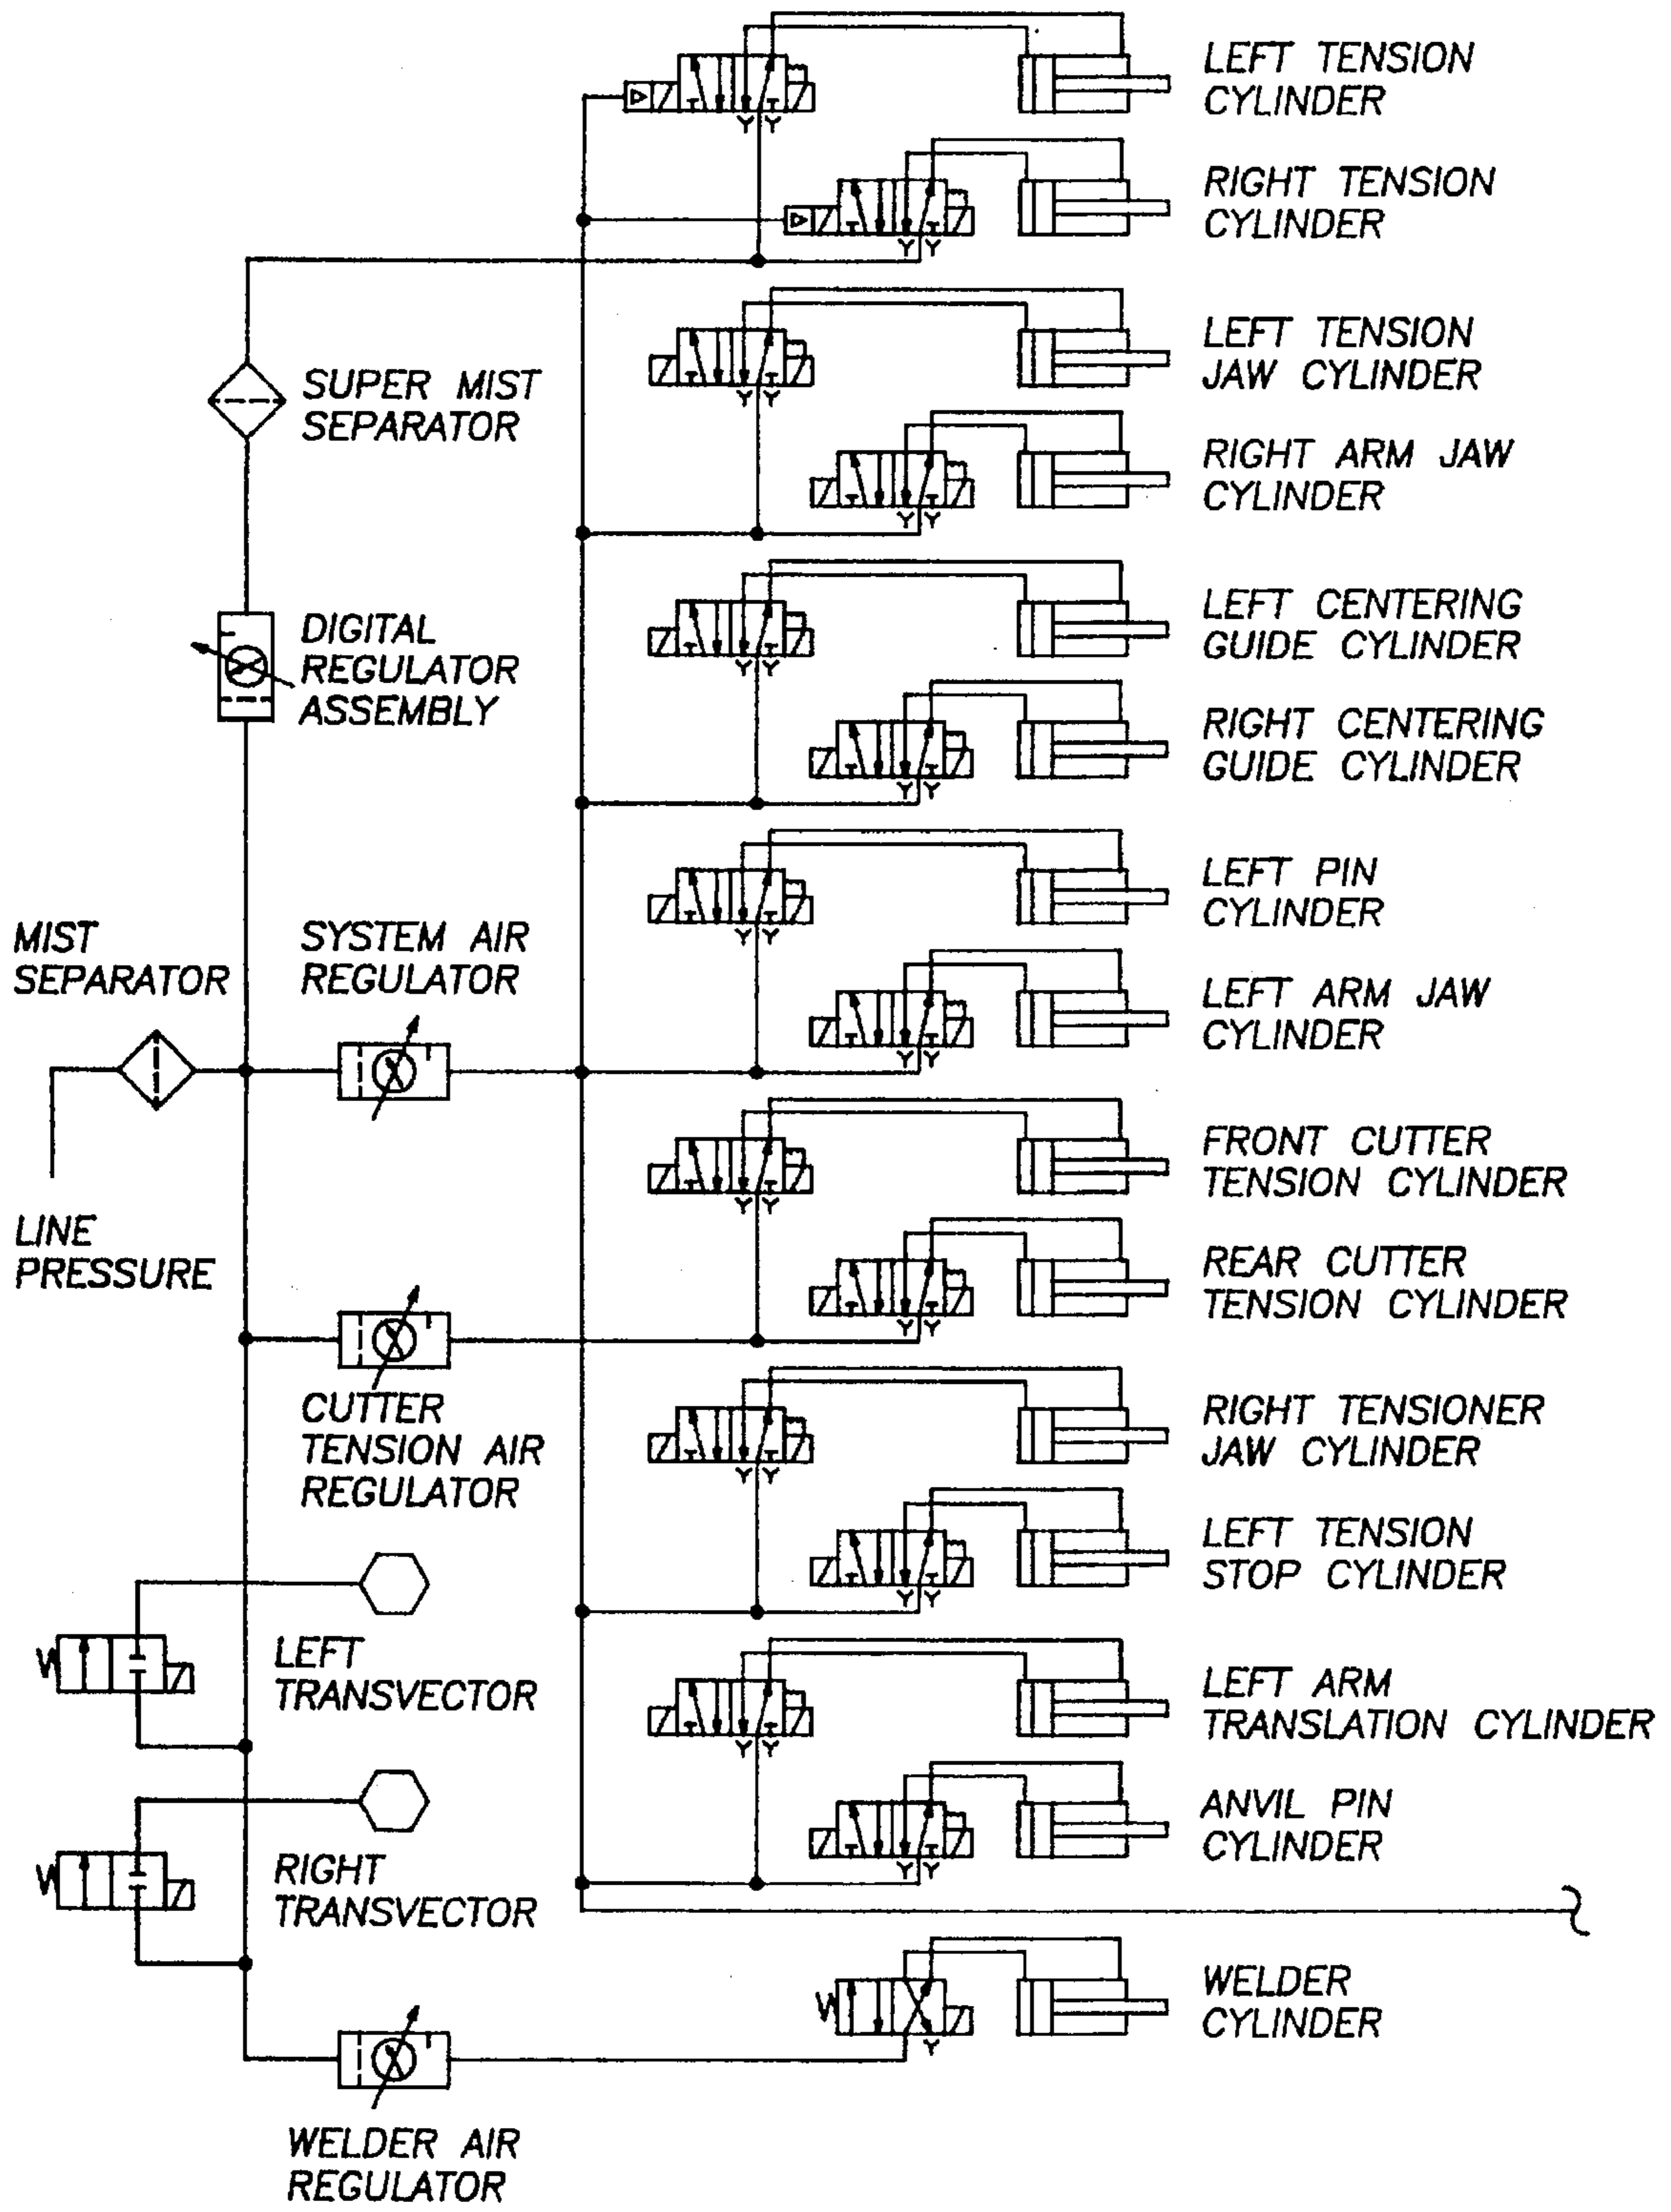 LEFT TENSION
CYLINDER
RIGHT TENSION
CYLINDER
LEFT TENSION
JAW CYLINDER
SUPER MIST
SEPARATOR
RIGHT ARM JAW
CYLINDER
LEFT CENTERING
GUIDE CYLINDER
DIGITAL
REGULATOR
ASSEMBLY
RIGHT CENTERING
GUIDE CYLINDER
LEFT PIN
CYLINDER
MIST
SEPARATOR
SYSTEM AIR
REGULATOR
LEFT ARM JAW
CYLINDER
FRONT CUTTER
TENSION CYLINDER
LINE
PRESSURE
REAR CUTTER
TENSION CYLINDER
CUTTER
TENSION AIR
REGULATOR
RIGHT TENSIONER
JAW CYLINDER
LEFT TENSION
STOP CYLINDER
LEFT
TRANSVECTOR
LEFT ARM
TRANSLATION CYLINDER
ANVIL PIN
CYLINDER
RIGHT
TRANSVECTOR
WELDER
CYLINDER
WELDER AIR
REGULATOR